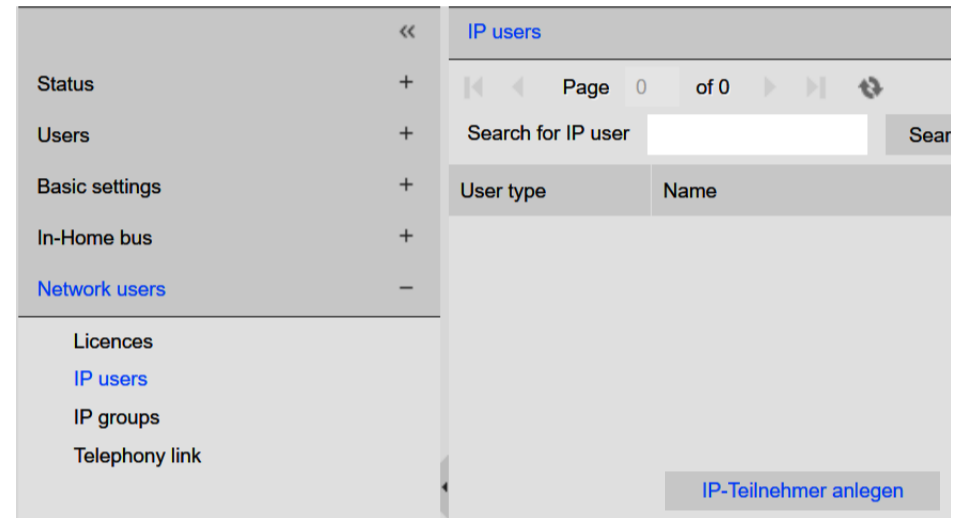 Status
Users
Basic settings
In-Home bus
Network users
Licences
IP users
IP groups
Telephony link
IP users
Page 0 of 0
Search for IP user
User type Name
IP-Teilnehmer anlegen